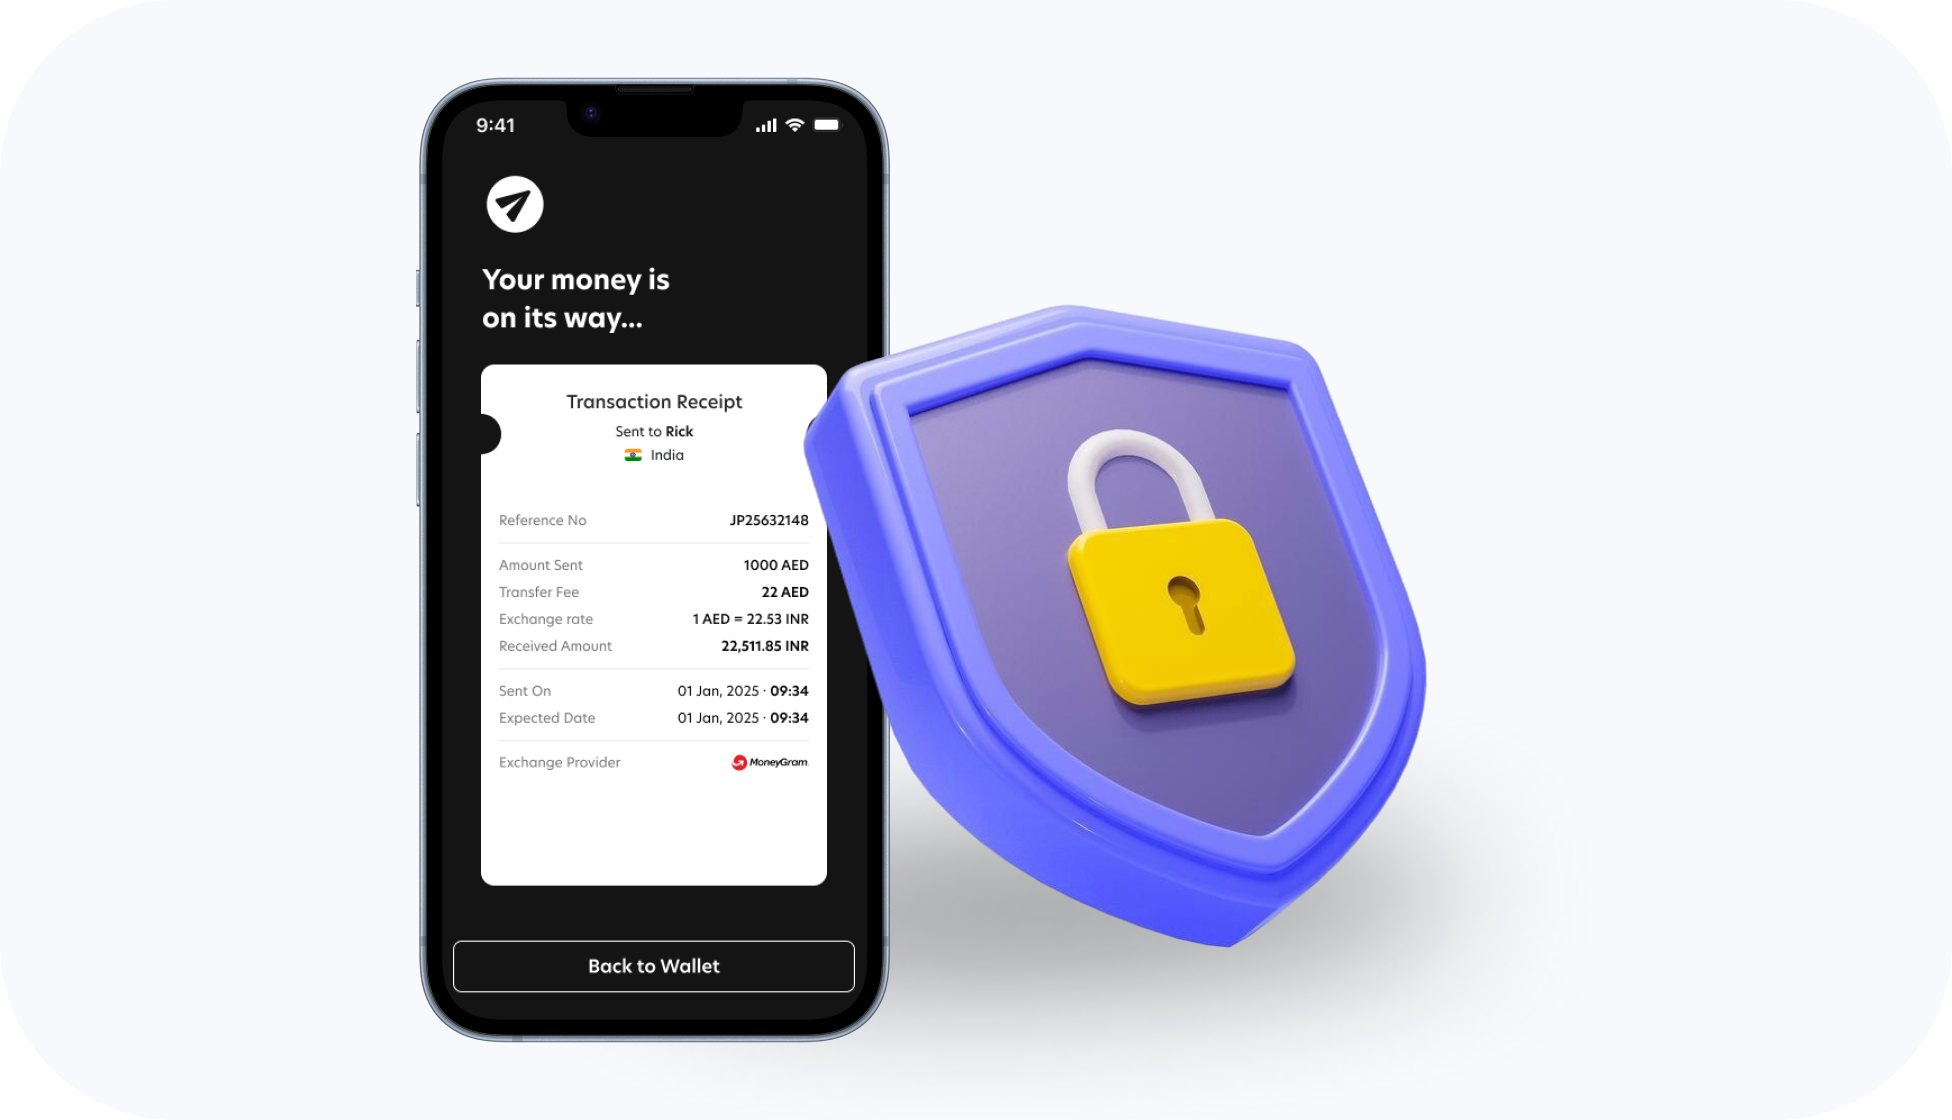 9:41
Your money is
on its way...
Transaction Receipt
Sent to Rick
India
Reference No JP25632148
Amount Sent 1000 AED
Transfer Fee 22 AED
Exchange rate 1 AED = 22.53 INR
Received Amount 22,511.85 INR
Sent On 01 Jan, 2025 · 09:34
Expected Date 01 Jan, 2025 · 09:34
Exchange Provider MoneyGram.
Back to Wallet